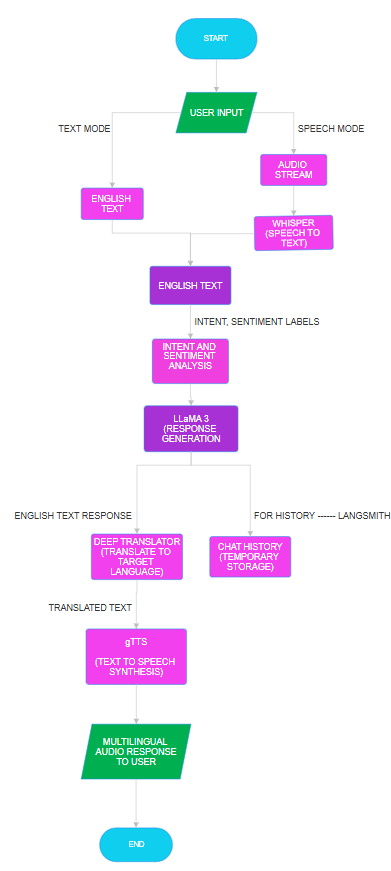 START
USER INPUT
TEXT MODE
SPEECH MODE
AUDIO
STREAM
ENGLISH
TEXT
WHISPER
(SPEECH TO
TEXT)
ENGLISH TEXT
INTENT, SENTIMENT LABELS
INTENT AND
SENTIMENT
ANALYSIS
LLaMA 3
(RESPONSE
GENERATION
ENGLISH TEXT RESPONSE
FOR HISTORY ------ LANGSMITH
DEEP TRANSLATOR
(TRANSLATE TO
TARGET
LANGUAGE)
CHAT HISTORY
(TEMPORARY
STORAGE)
TRANSLATED TEXT
gTTS
(TEXT TO SPEECH
SYNTHESIS)
MULTILINGUAL
AUDIO RESPONSE
TO USER
END